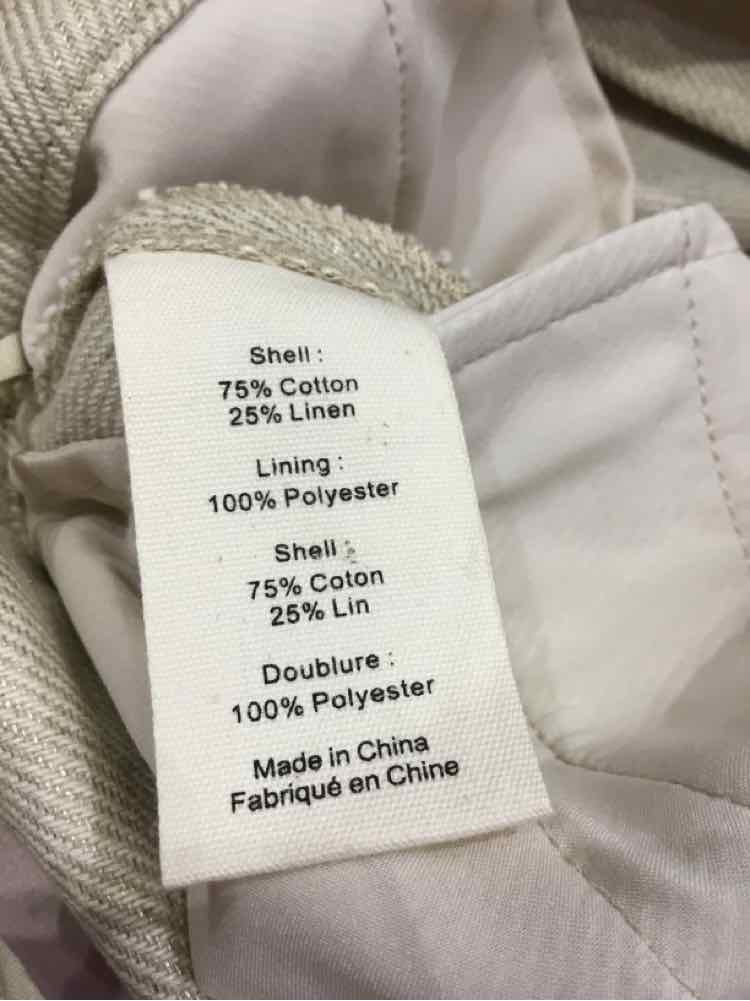 Shell :
75% Cotton
25% Linen
Lining :
100% Polyester
Shell :
75% Coton
25% Lin
Doublure :
100% Polyester
Made in China
Fabriqué en Chine